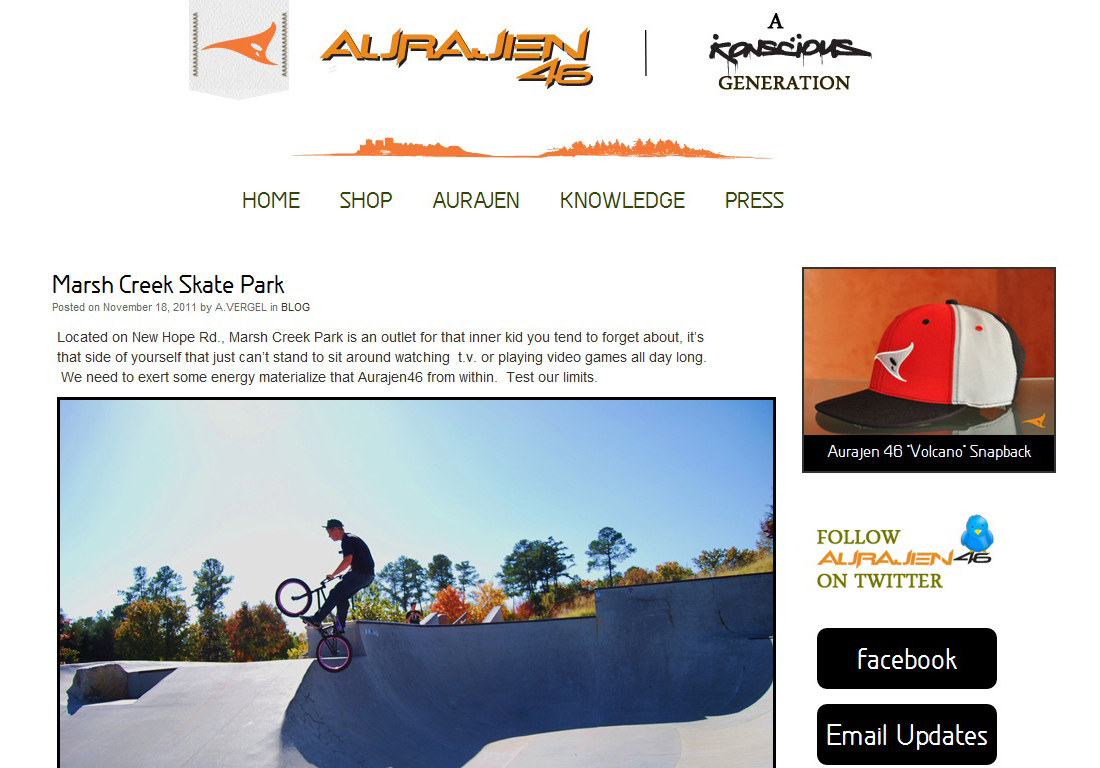 AURAJEN
46
A
iKonscious
GENERATION
HOME SHOP AURAJEN KNOWLEDGE PRESS
Marsh Creek Skate Park
Posted on November 18, 2011 by A.VERGEL in BLOG
Located on New Hope Rd., Marsh Creek Park is an outlet for that inner kid you tend to forget about, it's
that side of yourself that just can't stand to sit around watching t.v. or playing video games all day long.
We need to exert some energy materialize that Aurajen46 from within. Test our limits.
Aurajen 46 "Volcano" Snapback
FOLLOW
AURAJEN46
ON TWITTER
facebook
Email Updates